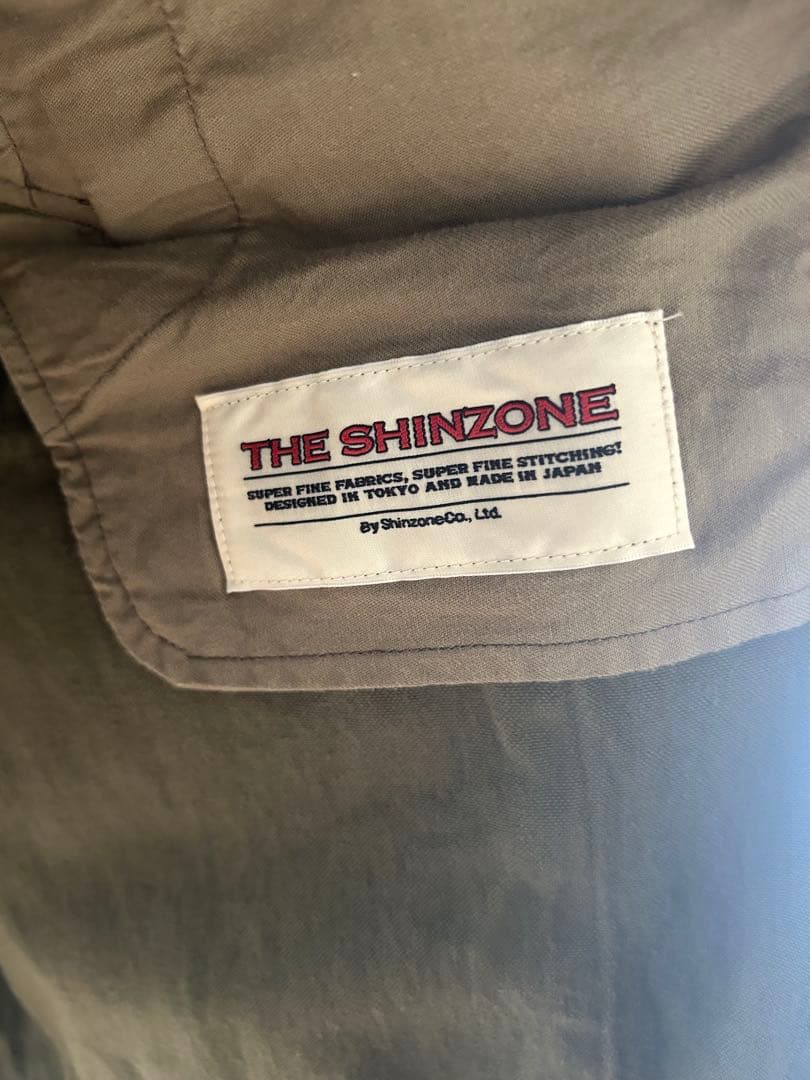 THE SHINZONE
SUPER FINE FABRICS, SUPER FINE STITCHING!
DESIGNED IN TOKYO AND MADE IN JAPAN
By ShinzoneCo., Ltd.